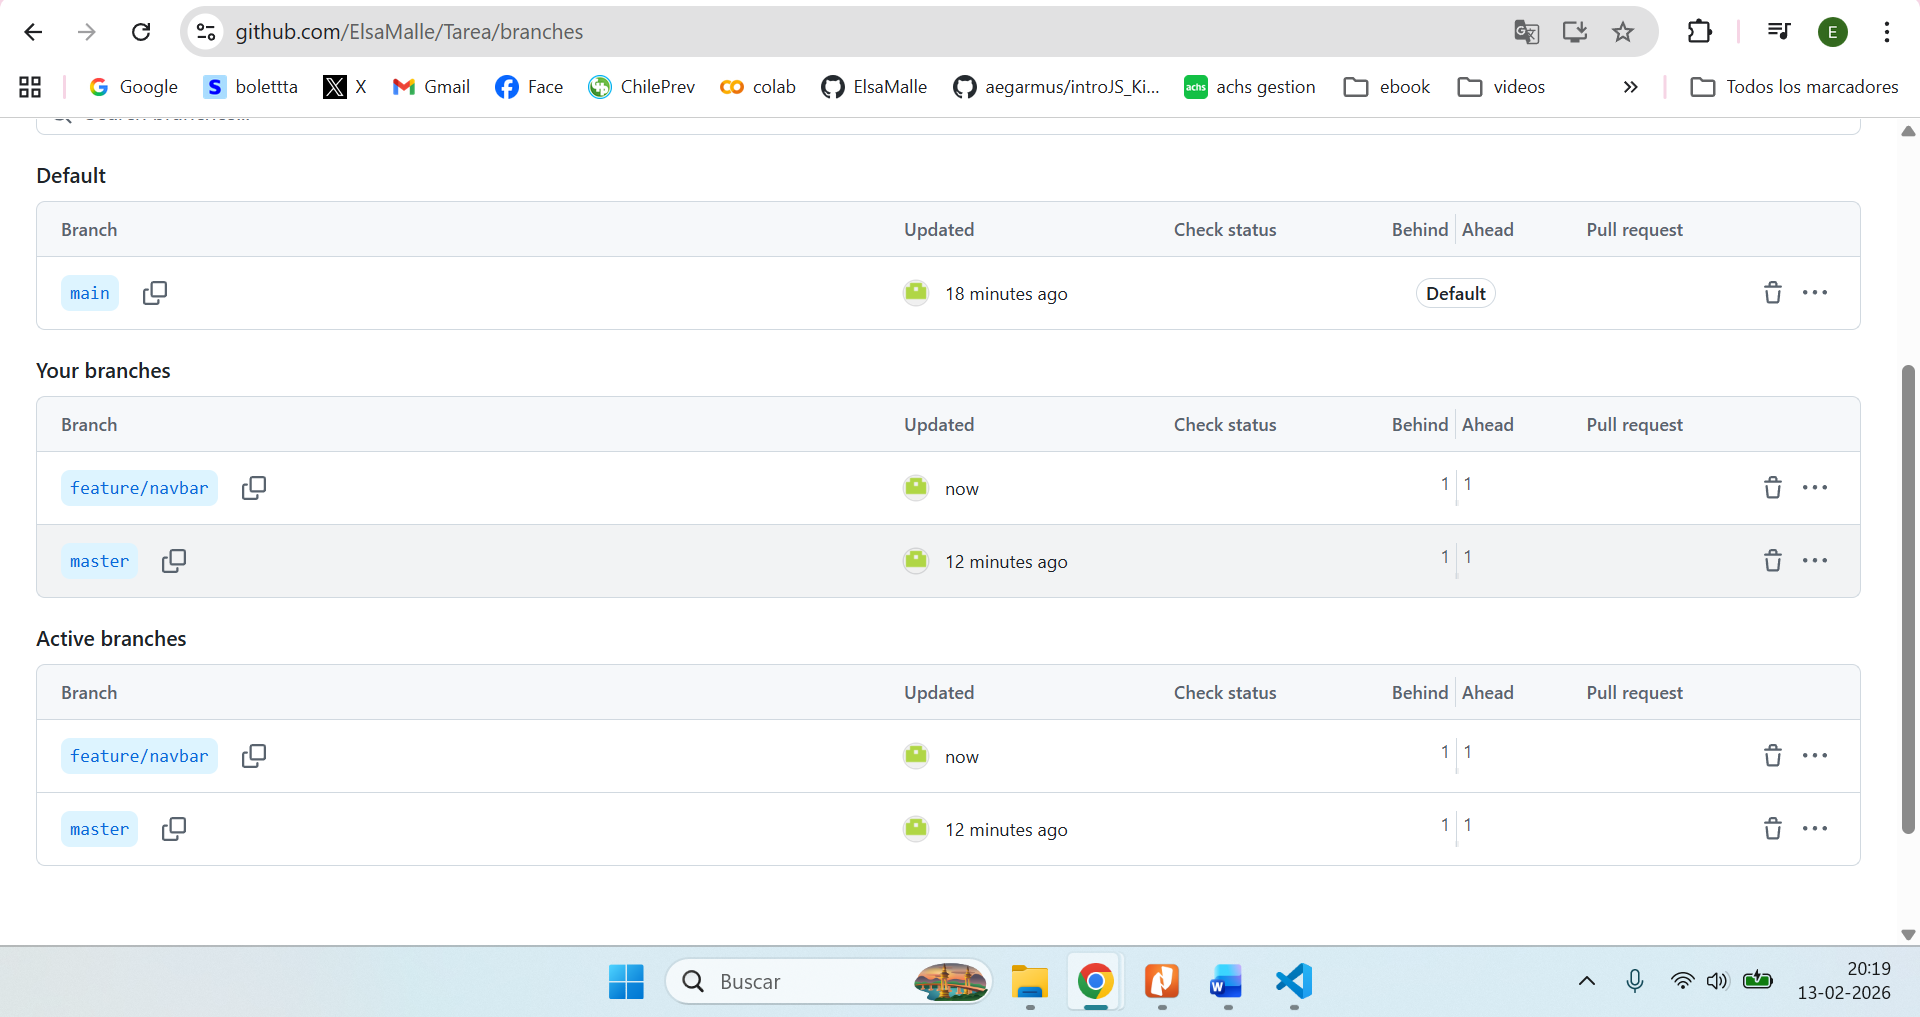 github.com/ElsaMalle/Tarea/branches
E
Google
bolettta
X
Gmail
Face
ChilePrev
colab
ElsaMalle
aegarmus/introJS_Ki...
achs gestion
ebook
videos
Todos los marcadores
Default
Branch Updated Check status Behind Ahead Pull request
main 18 minutes ago Default
Your branches
Branch Updated Check status Behind Ahead Pull request
feature/navbar now 1 1
master 12 minutes ago 1 1
Active branches
Branch Updated Check status Behind Ahead Pull request
feature/navbar now 1 1
master 12 minutes ago 1 1
Buscar
20:19
13-02-2026